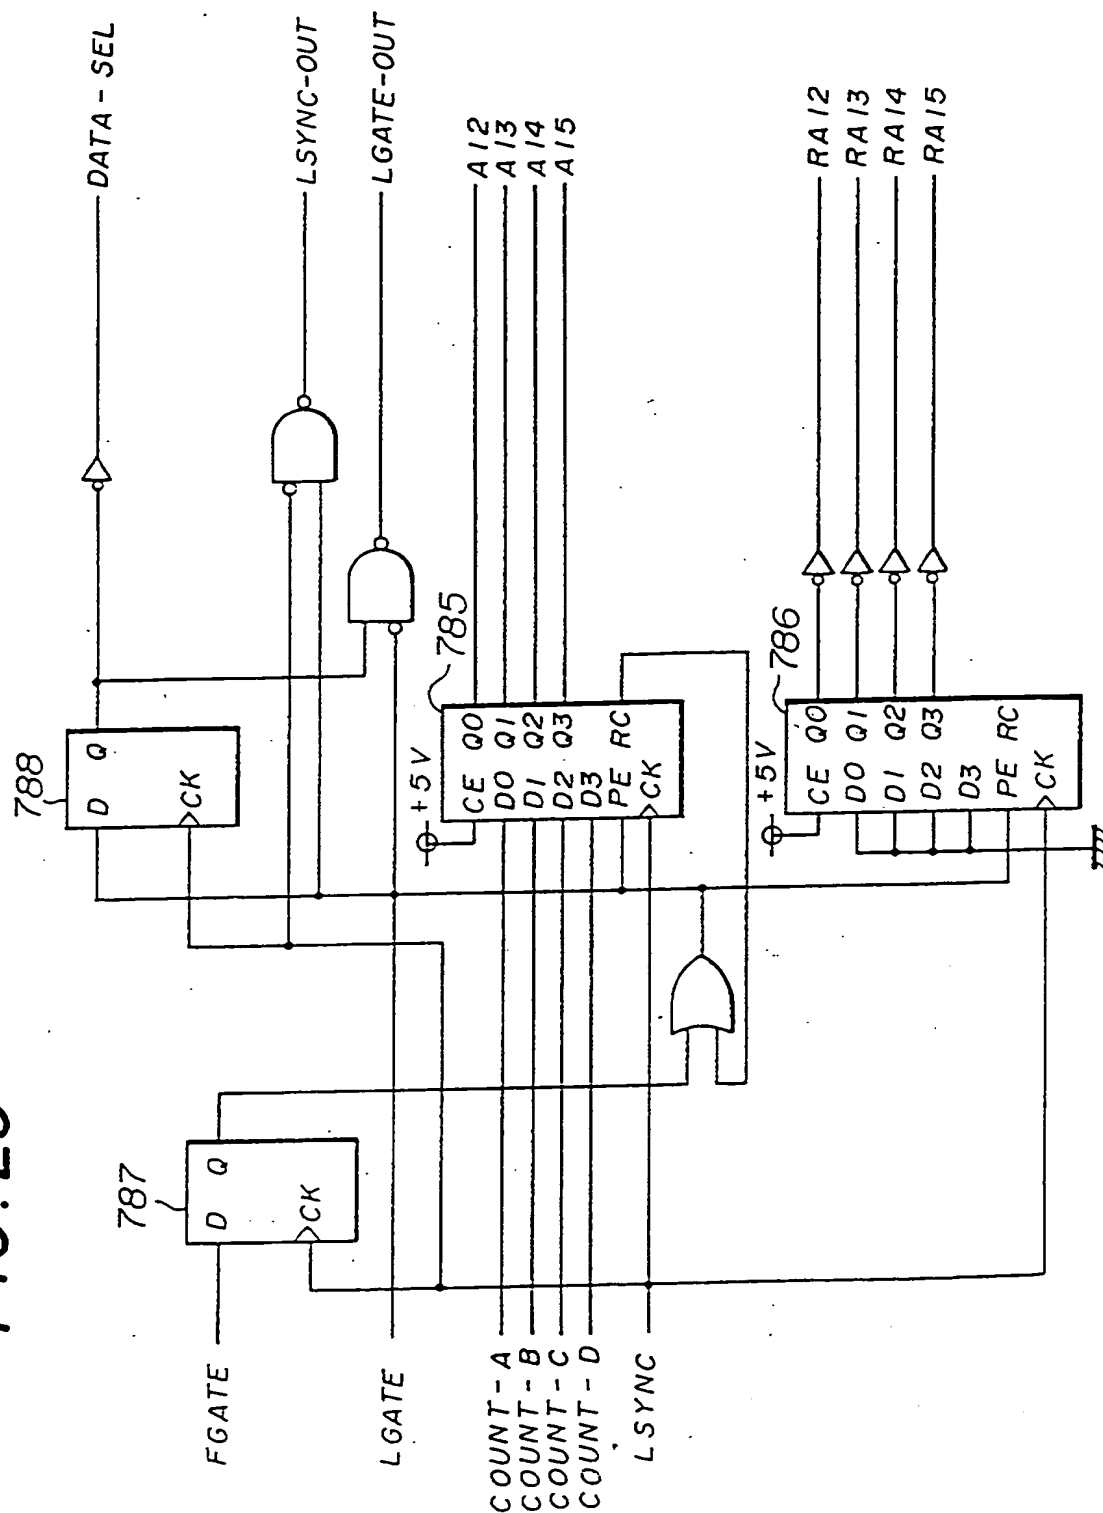 788
D Q
CK
DATA-SEL
787
D Q
CK
FGATE
LSYNC-OUT
LGATE
LGATE-OUT
785
+5V
CE Q0
D0 Q1
D1 Q2
D2 Q3
D3
PE RC
CK
COUNT-A
COUNT-B
COUNT-C
COUNT-D
LSYNC
A12
A13
A14
A15
786
+5V
CE Q0
D0 Q1
D1 Q2
D2 Q3
D3
PE RC
CK
RA12
RA13
RA14
RA15